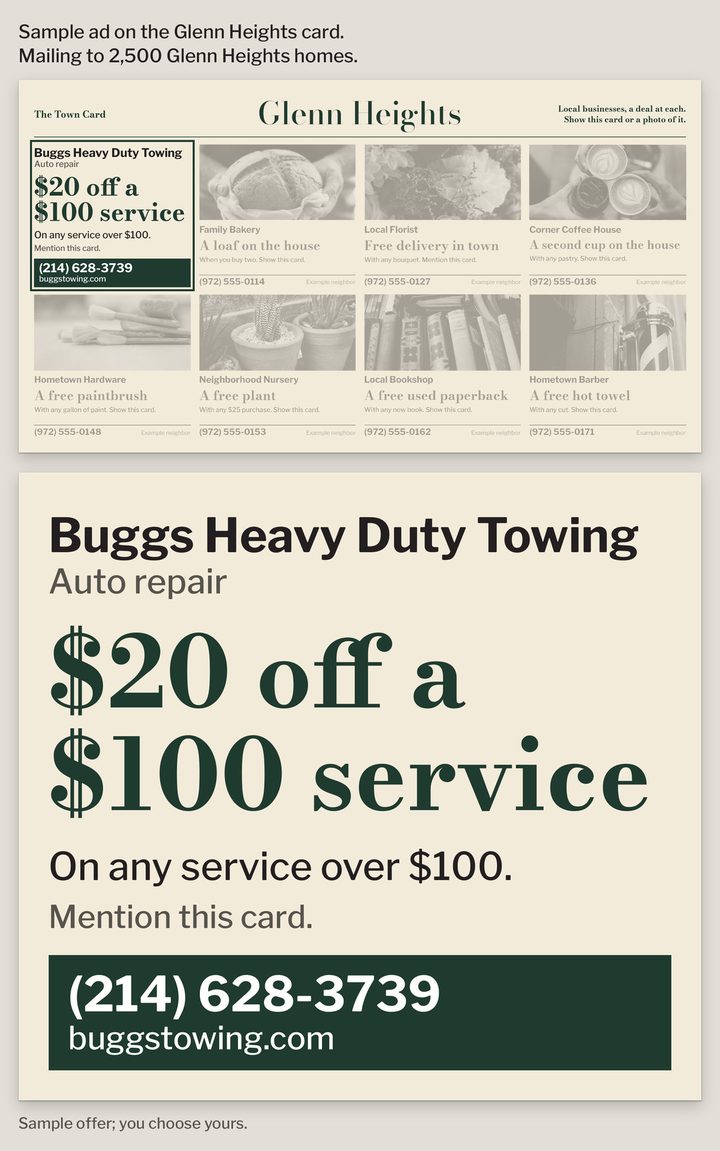 Sample ad on the Glenn Heights card.
Mailing to 2,500 Glenn Heights homes.
The Town Card
Glenn Heights
Local businesses, a deal at each.
Show this card or a photo of it.
Buggs Heavy Duty Towing
Auto repair
$20 off a
$100 service
On any service over $100.
Mention this card.
(214) 628-3739
buggstowing.com
Family Bakery
A loaf on the house
When you buy two. Show this card.
(972) 555-0114 Example neighbor
Local Florist
Free delivery in town
With any bouquet. Mention this card.
(972) 555-0127 Example neighbor
Corner Coffee House
A second cup on the house
With any pastry. Show this card.
(972) 555-0136 Example neighbor
Hometown Hardware
A free paintbrush
With any gallon of paint. Show this card.
(972) 555-0148 Example neighbor
Neighborhood Nursery
A free plant
With any $25 purchase. Show this card.
(972) 555-0153 Example neighbor
Local Bookshop
A free used paperback
With any new book. Show this card.
(972) 555-0162 Example neighbor
Hometown Barber
A free hot towel
With any cut. Show this card.
(972) 555-0171 Example neighbor
Buggs Heavy Duty Towing
Auto repair
$20 off a
$100 service
On any service over $100.
Mention this card.
(214) 628-3739
buggstowing.com
Sample offer; you choose yours.